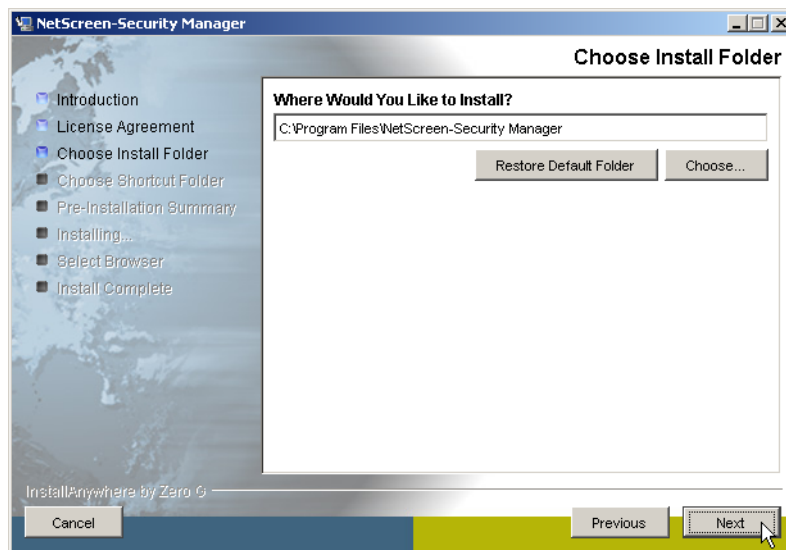 NetScreen-Security Manager
Choose Install Folder
Introduction
License Agreement
Choose Install Folder
Choose Shortcut Folder
Pre-Installation Summary
Installing...
Select Browser
Install Complete
Where Would You Like to Install?
C:\Program Files\NetScreen-Security Manager
Restore Default Folder
Choose...
InstallAnywhere by Zero G
Cancel
Previous
Next